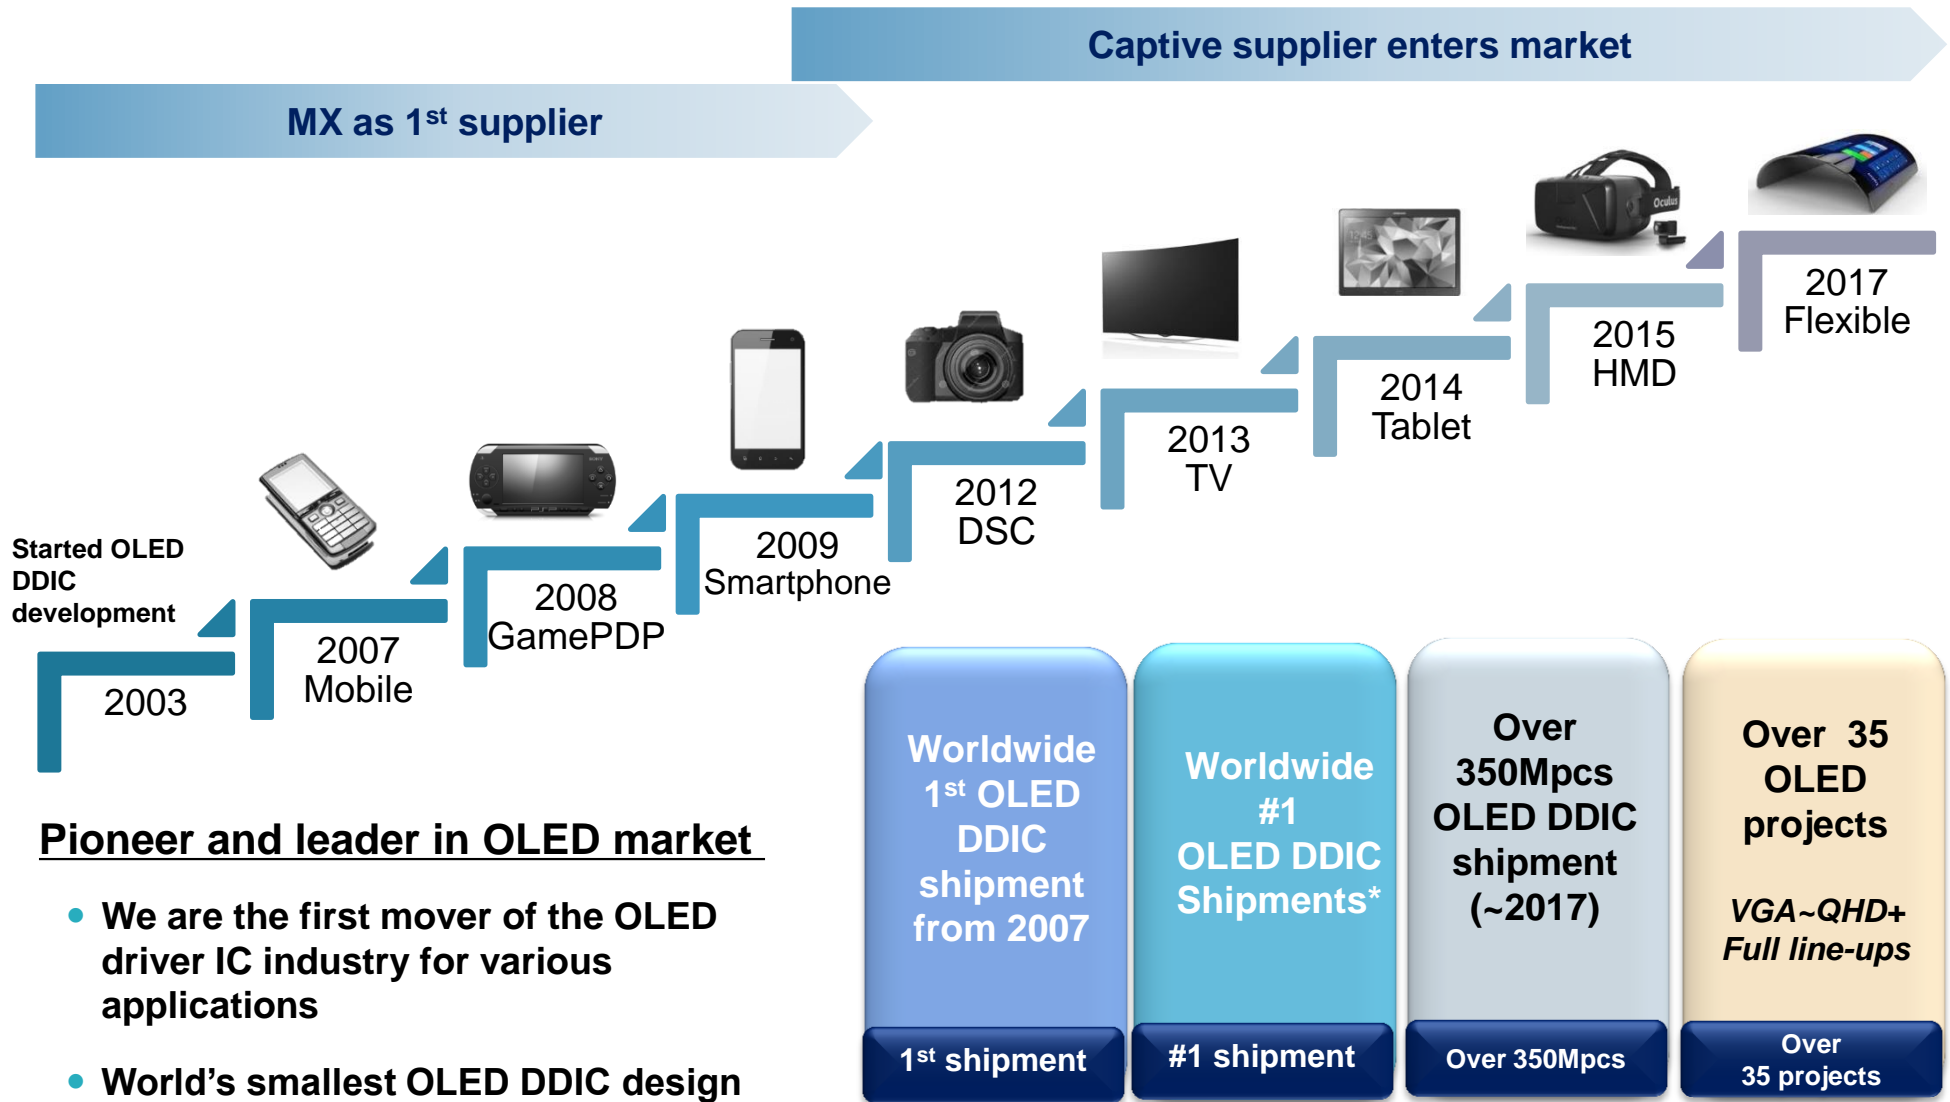 Captive supplier enters market
MX as 1st supplier
Oculus
2017
Flexible
2015
HMD
2014
Tablet
2013
TV
2012
DSC
2009
Smartphone
2008
GamePDP
2007
Mobile
Started OLED
DDIC
development
2003
Pioneer and leader in OLED market
• We are the first mover of the OLED
driver IC industry for various
applications
• World’s smallest OLED DDIC design
Worldwide
1st OLED
DDIC
shipment
from 2007
1st shipment
Worldwide
#1
OLED DDIC
Shipments*
#1 shipment
Over
350Mpcs
OLED DDIC
shipment
(~2017)
Over 350Mpcs
Over 35
OLED
projects
VGA~QHD+
Full line-ups
Over
35 projects